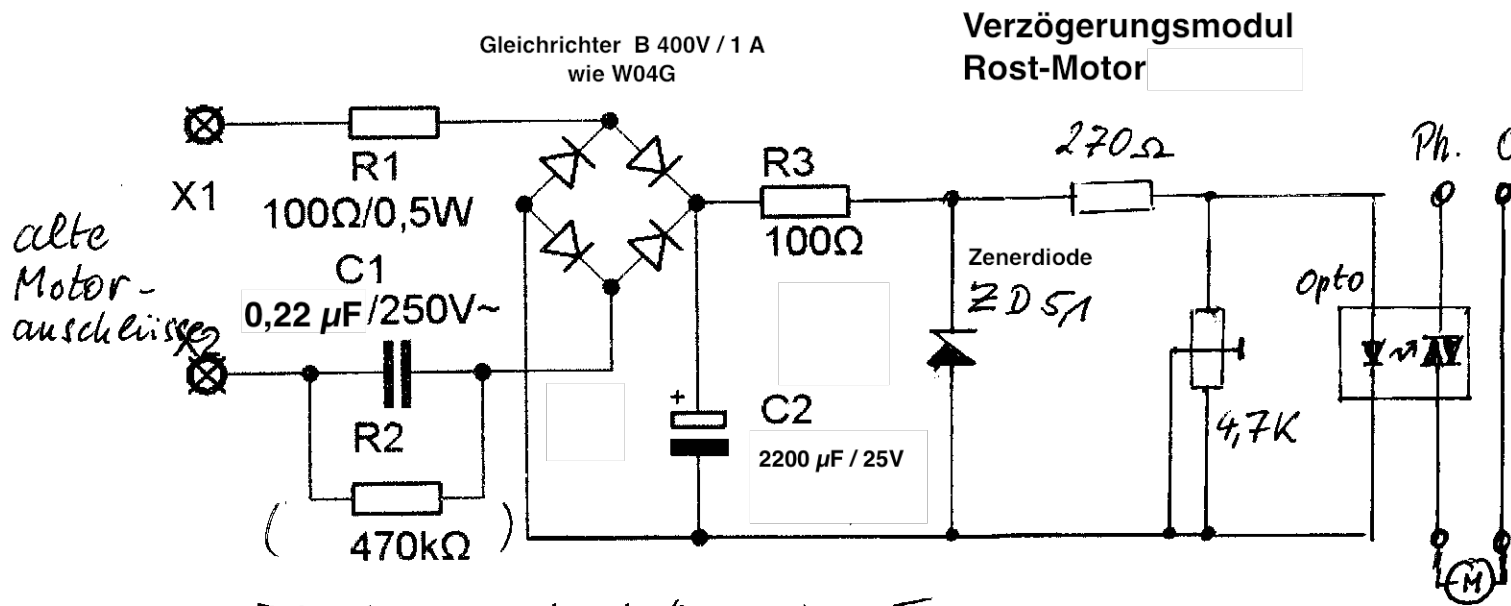 Verzögerungsmodul
Rost-Motor
Gleichrichter B 400V / 1 A
wie W04G
X1
R1
100Ω/0,5W
alte
Motor-
anschlüsse
X2
C1
0,22 µF/250V~
R2
( 470kΩ )
R3
100Ω
270Ω
Zenerdiode
ZD 5,1
+
C2
2200 µF / 25V
4,7K
Opto
Ph.
M